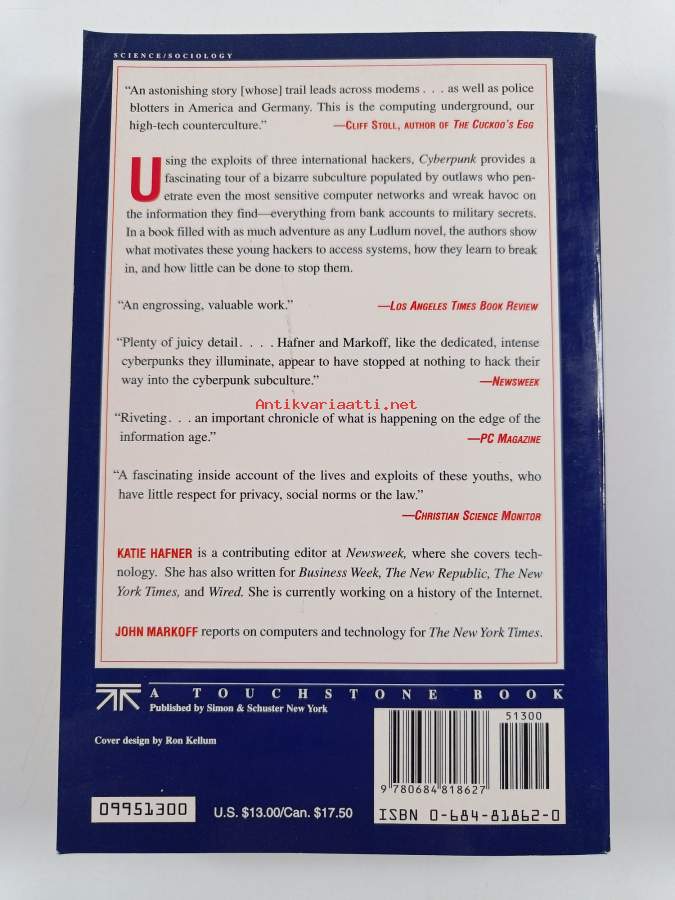 SCIENCE/SOCIOLOGY
“An astonishing story [whose] trail leads across modems . . . as well as police
blotters in America and Germany. This is the computing underground, our
high-tech counterculture.” —CLIFF STOLL, AUTHOR OF THE CUCKOO'S EGG
Using the exploits of three international hackers, Cyberpunk provides a
fascinating tour of a bizarre subculture populated by outlaws who pen-
etrate even the most sensitive computer networks and wreak havoc on
the information they find—everything from bank accounts to military secrets.
In a book filled with as much adventure as any Ludlum novel, the authors show
what motivates these young hackers to access systems, how they learn to break
in, and how little can be done to stop them.
“An engrossing, valuable work.” —LOS ANGELES TIMES BOOK REVIEW
“Plenty of juicy detail. . . . Hafner and Markoff, like the dedicated, intense
cyberpunks they illuminate, appear to have stopped at nothing to hack their
way into the cyberpunk subculture.” —NEWSWEEK
Antikvariaatti.net
“Riveting. . . an important chronicle of what is happening on the edge of the
information age.” —PC MAGAZINE
“A fascinating inside account of the lives and exploits of these youths, who
have little respect for privacy, social norms or the law.”
—CHRISTIAN SCIENCE MONITOR
KATIE HAFNER is a contributing editor at Newsweek, where she covers tech-
nology. She has also written for Business Week, The New Republic, The New
York Times, and Wired. She is currently working on a history of the Internet.
JOHN MARKOFF reports on computers and technology for The New York Times.
A TOUCHSTONE BOOK
Published by Simon & Schuster New York
Cover design by Ron Kellum
51300
9 780684 818627
09951300
U.S. $13.00/Can. $17.50
ISBN 0-684-81862-0